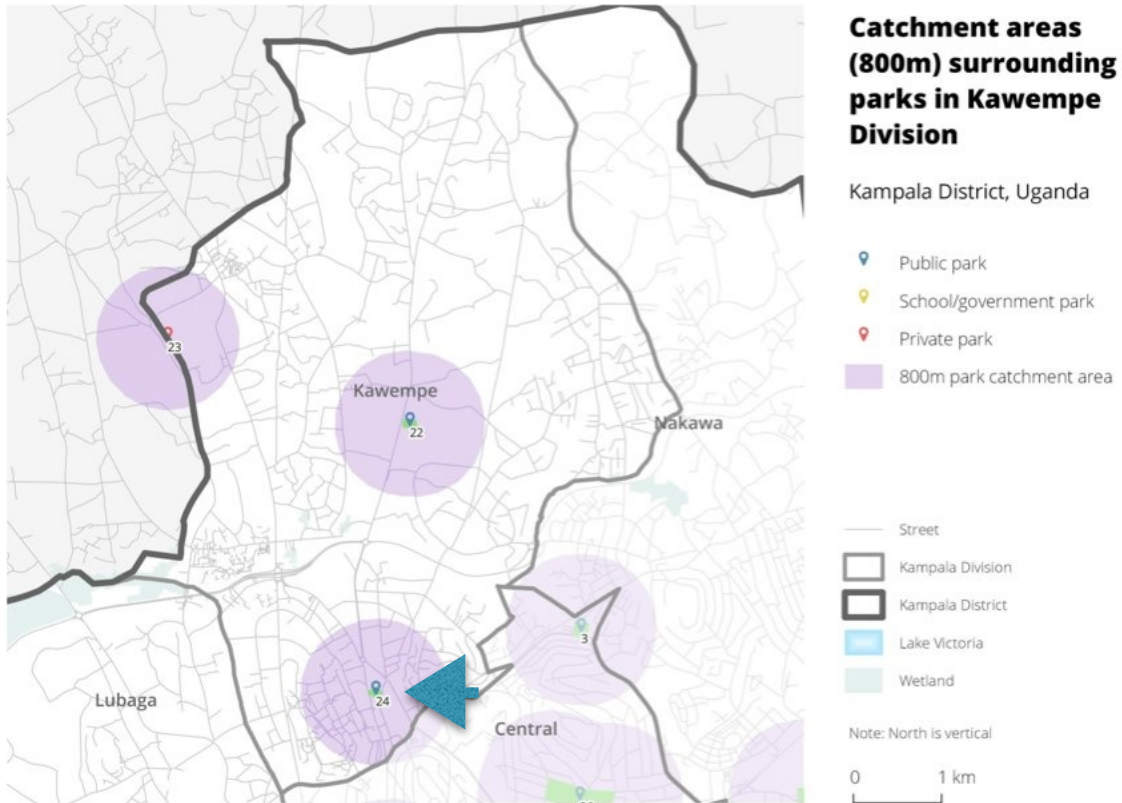 Catchment areas
(800m) surrounding
parks in Kawempe
Division
Kampala District, Uganda
Public park
School/government park
Private park
800m park catchment area
Street
Kampala Division
Kampala District
Lake Victoria
Wetland
Note: North is vertical
0 1 km
23
Kawempe
22
Nakawa
3
24
Lubaga
Central